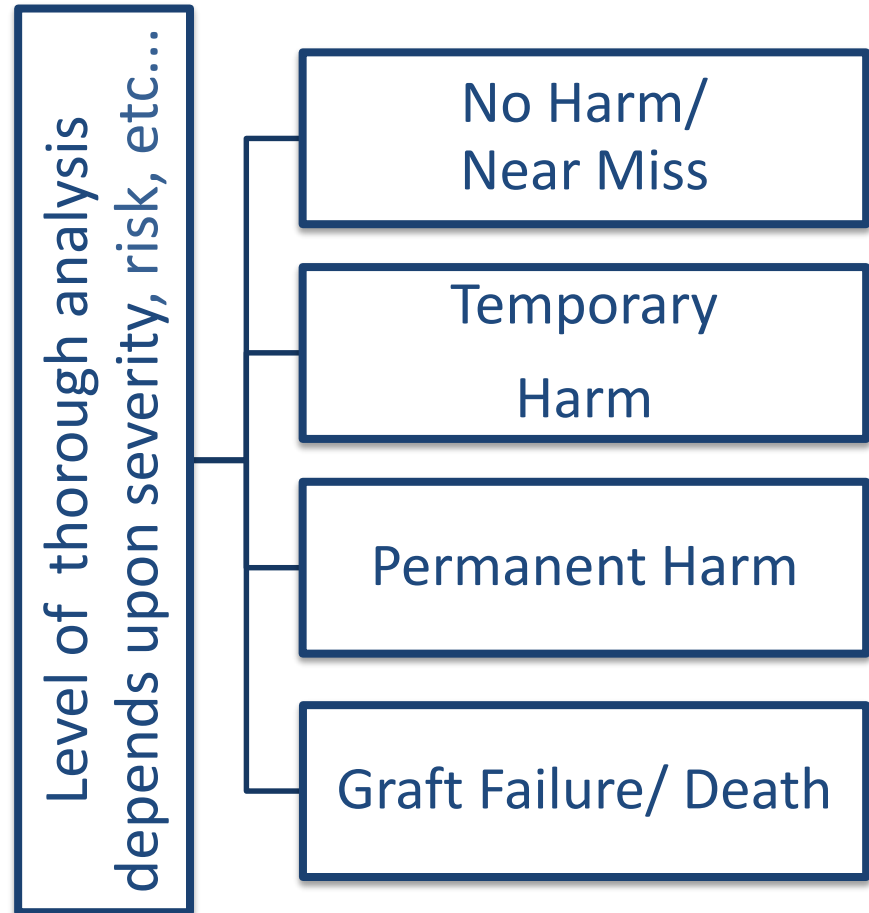 Level of thorough analysis
depends upon severity, risk, etc...
No Harm/
Near Miss
Temporary
Harm
Permanent Harm
Graft Failure/ Death